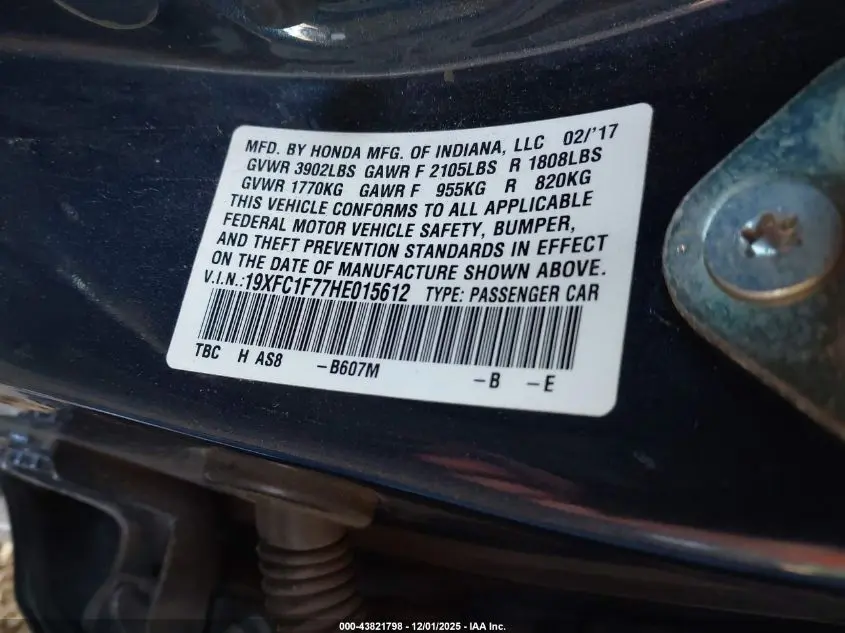 MFD. BY HONDA MFG. OF INDIANA, LLC 02/'17
GVWR 3902LBS GAWR F 2105LBS R 1808LBS
GVWR 1770KG GAWR F 955KG R 820KG
THIS VEHICLE CONFORMS TO ALL APPLICABLE
FEDERAL MOTOR VEHICLE SAFETY, BUMPER,
AND THEFT PREVENTION STANDARDS IN EFFECT
ON THE DATE OF MANUFACTURE SHOWN ABOVE.
V.I.N.:19XFC1F77HE015612 TYPE: PASSENGER CAR
TBC H AS8 -B607M -B -E
000-43821798 - 12/01/2025 - IAA Inc.